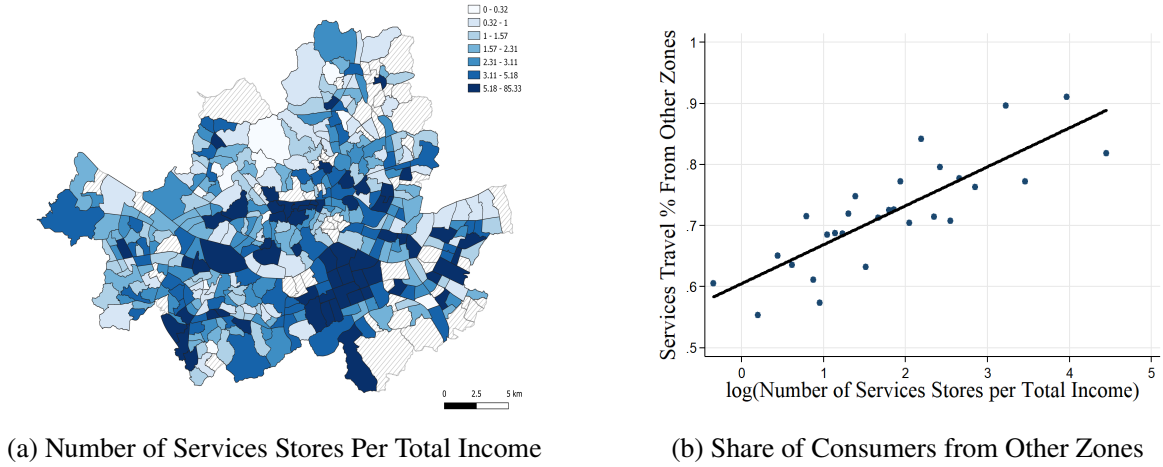 0 - 0.32
0.32 - 1
1 - 1.57
1.57 - 2.31
2.31 - 3.11
3.11 - 5.18
5.18 - 85.33
0 2.5 5 km
(a) Number of Services Stores Per Total Income
Services Travel % From Other Zones
1
.9
.8
.7
.6
.5
0 1 2 3 4 5
log(Number of Services Stores per Total Income)
(b) Share of Consumers from Other Zones